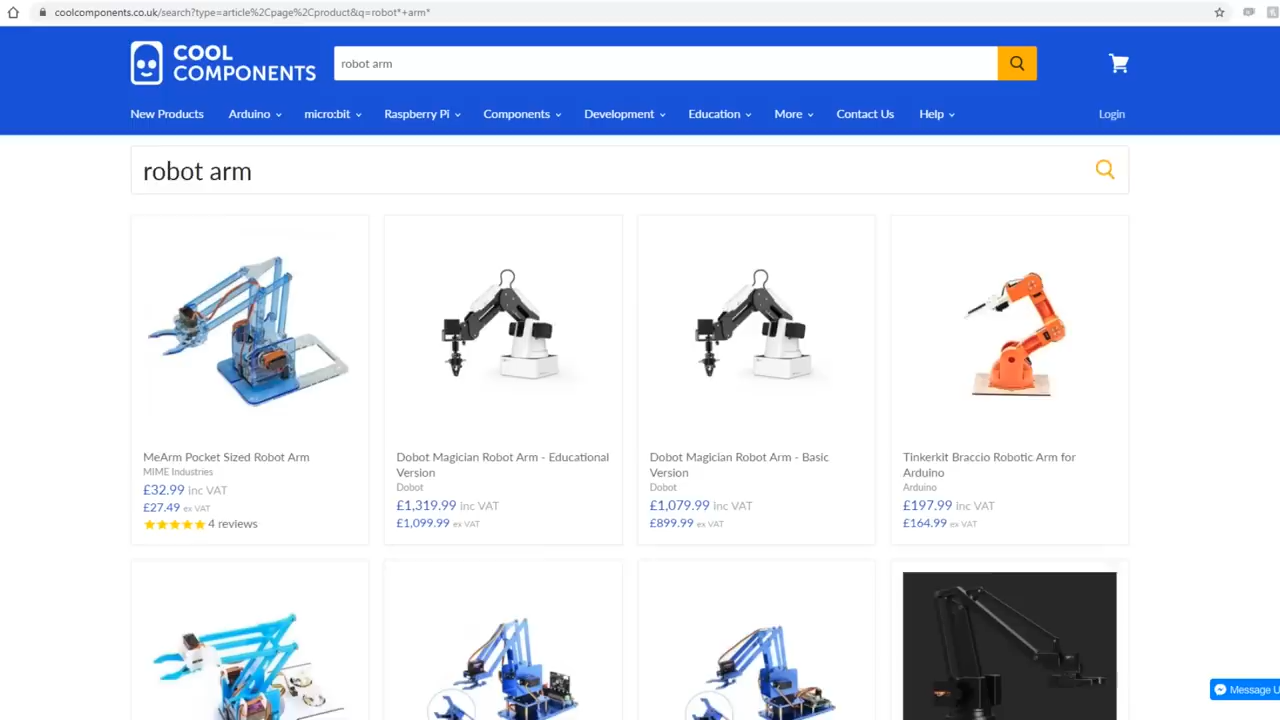 coolcomponents.co.uk/search?type=article%2Cpage%2Cproduct&q=robot*+arm*
COOL
COMPONENTS
robot arm
New Products Arduino micro:bit Raspberry Pi Components Development Education More Contact Us Help Login
robot arm
MeArm Pocket Sized Robot Arm
MIME Industries
£32.99 inc VAT
£27.49 ex VAT
4 reviews
Dobot Magician Robot Arm - Educational
Version
Dobot
£1,319.99 inc VAT
£1,099.99 ex VAT
Dobot Magician Robot Arm - Basic
Version
Dobot
£1,079.99 inc VAT
£899.99 ex VAT
Tinkerkit Braccio Robotic Arm for
Arduino
Arduino
£197.99 inc VAT
£164.99 ex VAT
Message U